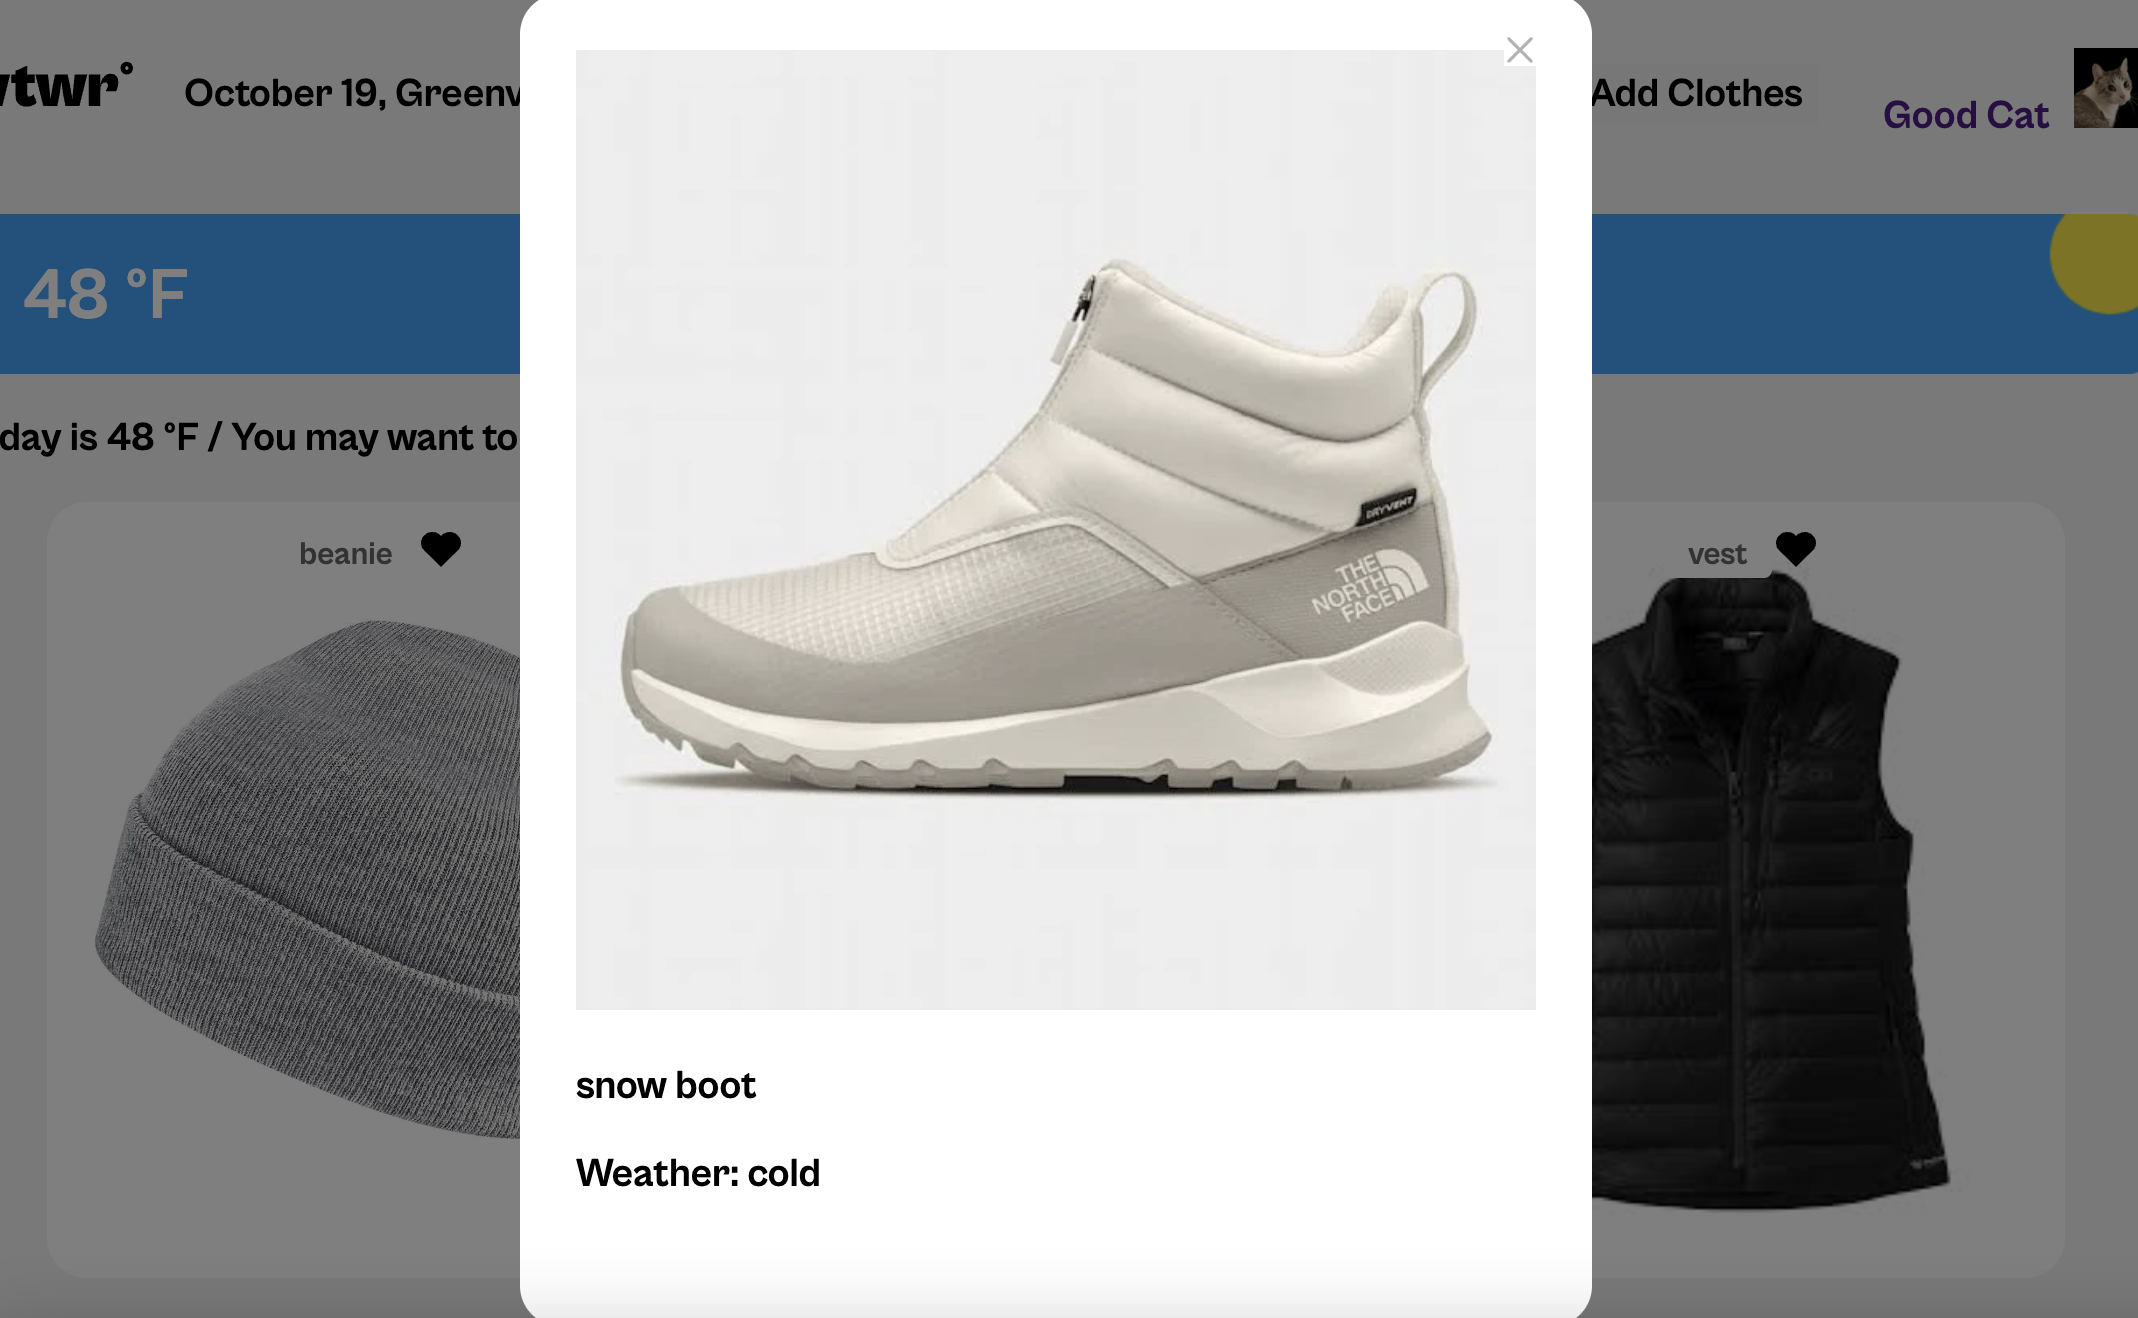 wtwr°
October 19, Greenv
Add Clothes
Good Cat
48 °F
day is 48 °F / You may want to
beanie
vest
DRYVENT
THE
NORTH
FACE
snow boot
Weather: cold